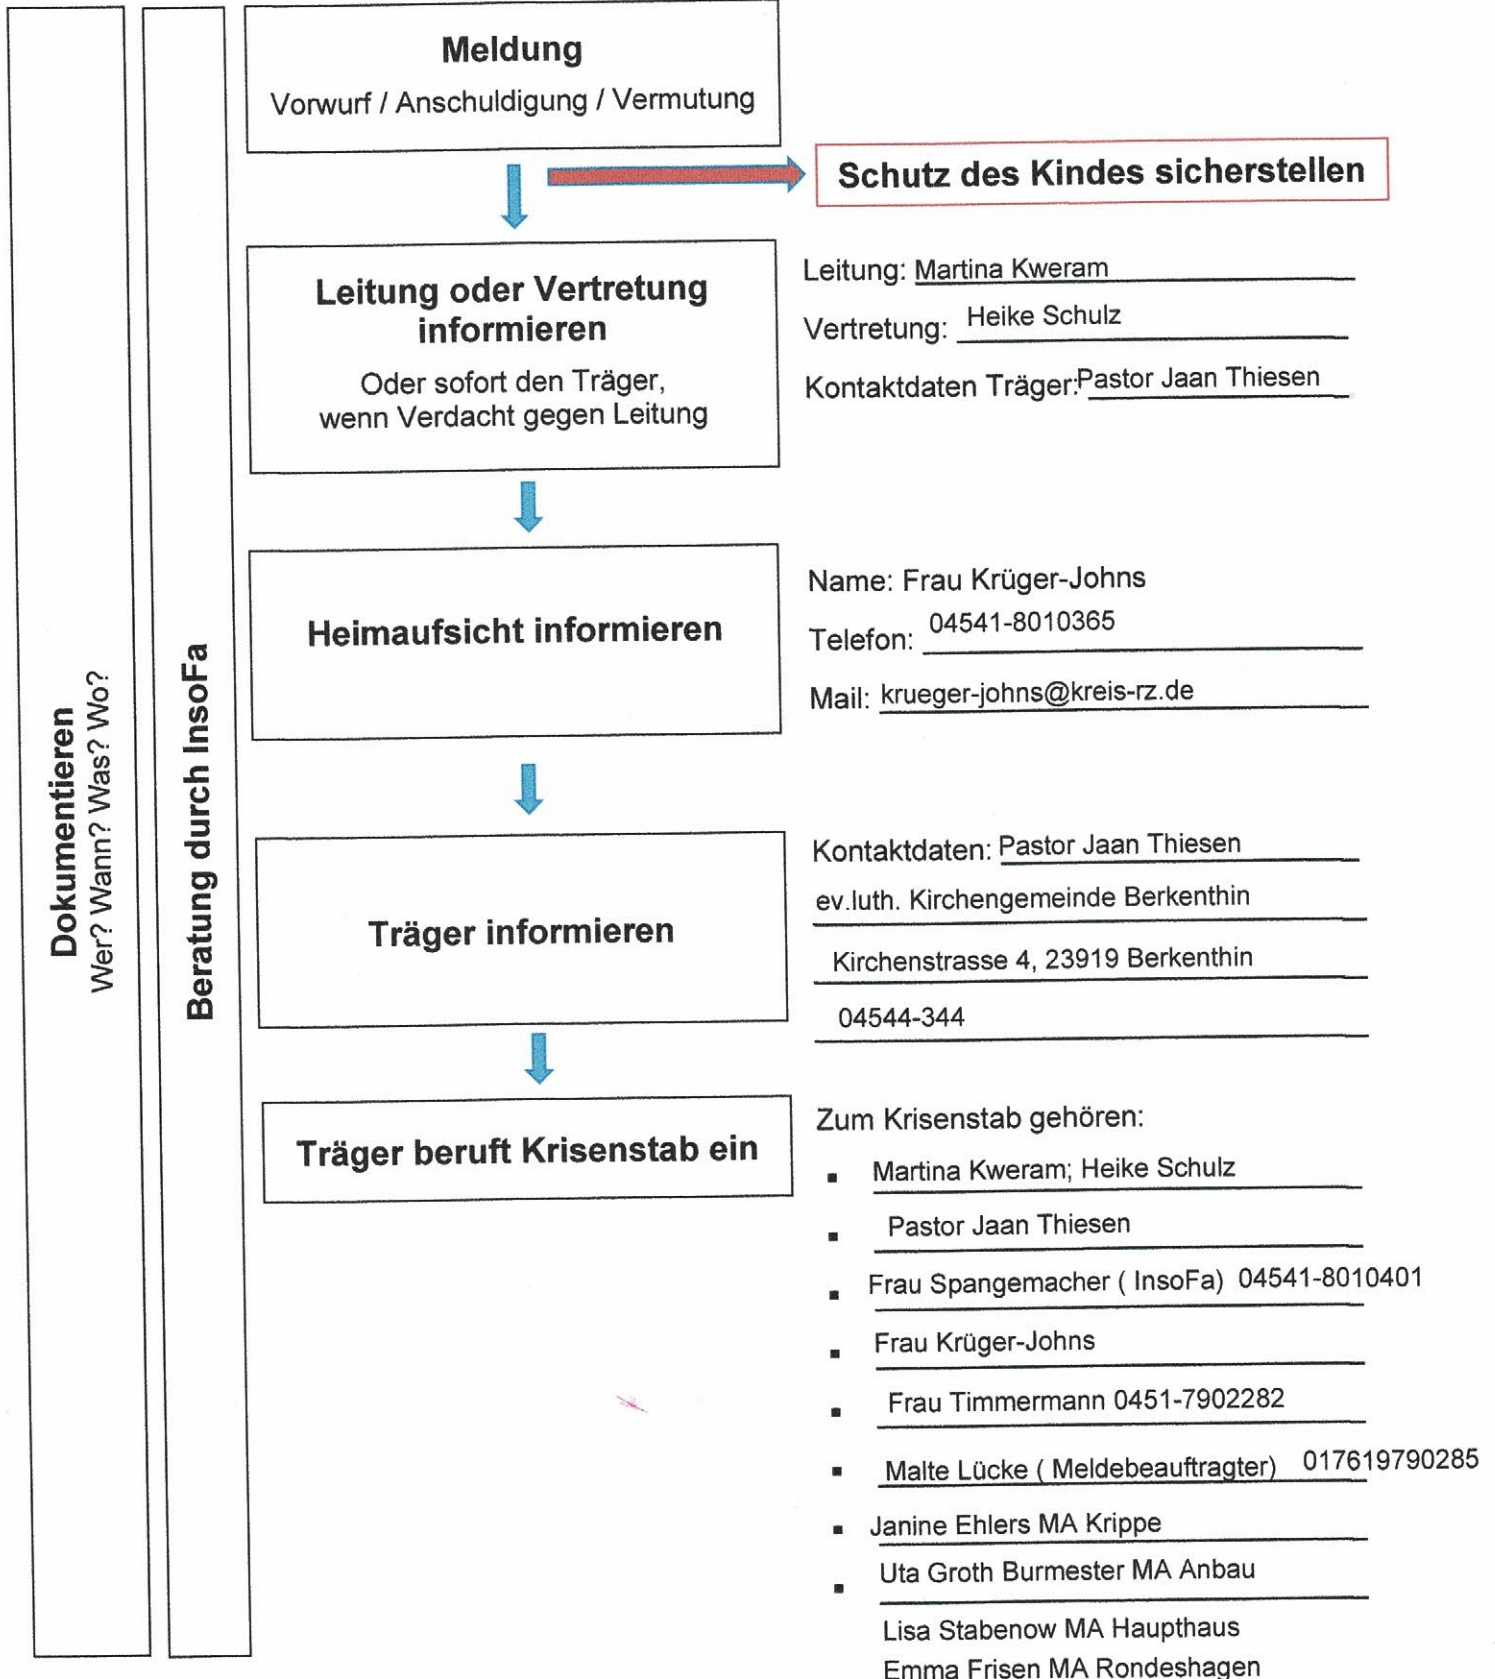 Meldung
Vorwurf / Anschuldigung / Vermutung
Schutz des Kindes sicherstellen
Leitung oder Vertretung
informieren
Oder sofort den Träger,
wenn Verdacht gegen Leitung
Leitung: Martina Kweram
Vertretung: Heike Schulz
Kontaktdaten Träger:Pastor Jaan Thiesen
Heimaufsicht informieren
Name: Frau Krüger-Johns
Telefon: 04541-8010365
Mail: krueger-johns@kreis-rz.de
Träger informieren
Kontaktdaten: Pastor Jaan Thiesen
ev.luth. Kirchengemeinde Berkenthin
Kirchenstrasse 4, 23919 Berkenthin
04544-344
Träger beruft Krisenstab ein
Zum Krisenstab gehören:
▪ Martina Kweram; Heike Schulz
▪ Pastor Jaan Thiesen
▪ Frau Spangemacher ( InsoFa) 04541-8010401
▪ Frau Krüger-Johns
▪ Frau Timmermann 0451-7902282
▪ Malte Lücke ( Meldebeauftragter) 017619790285
▪ Janine Ehlers MA Krippe
▪ Uta Groth Burmester MA Anbau
Lisa Stabenow MA Haupthaus
Emma Frisen MA Rondeshagen
Dokumentieren
Wer? Wann? Was? Wo?
Beratung durch InsoFa